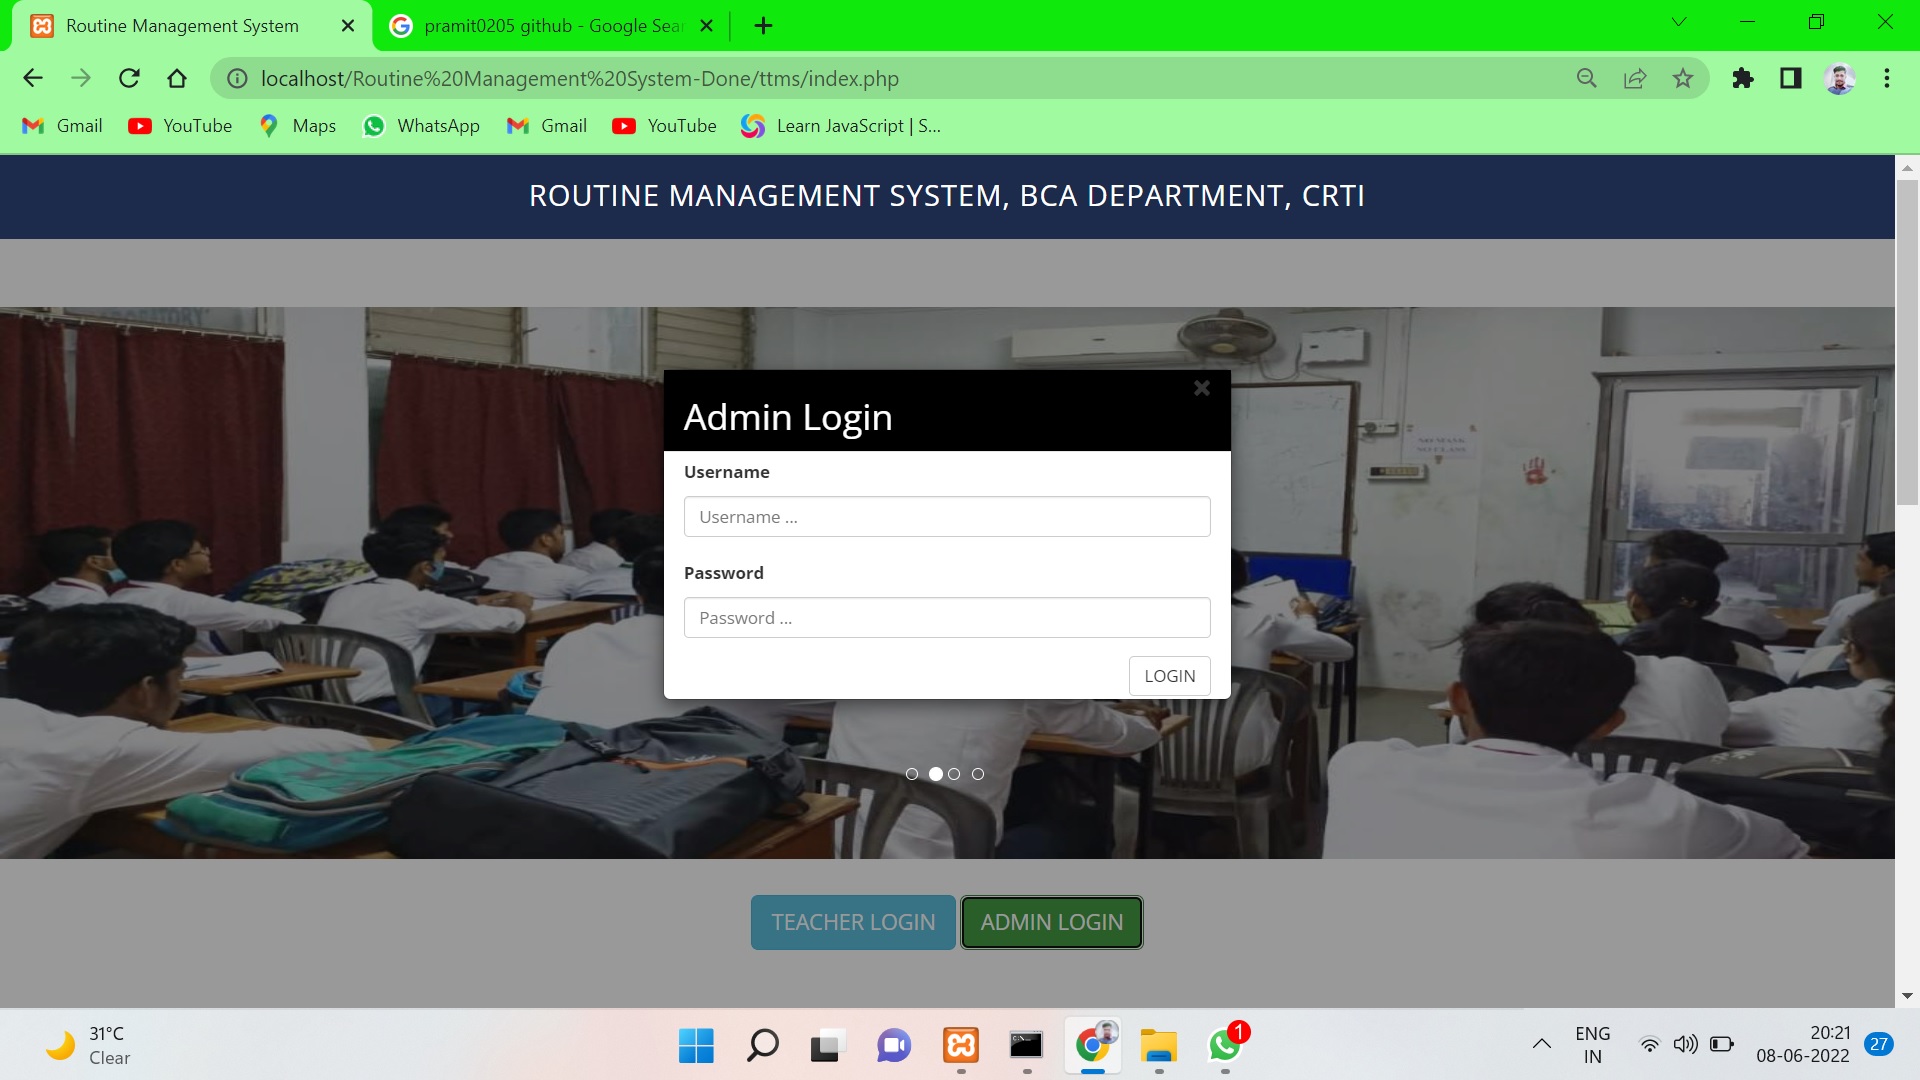 Routine Management System
pramit0205 github - Google Sear
localhost/Routine%20Management%20System-Done/ttms/index.php
Gmail YouTube Maps WhatsApp Gmail YouTube Learn JavaScript | S...
ROUTINE MANAGEMENT SYSTEM, BCA DEPARTMENT, CRTI
Admin Login
Username
Username ...
Password
Password ...
LOGIN
TEACHER LOGIN ADMIN LOGIN
31°C
Clear
1
ENG
IN
20:21
08-06-2022
27